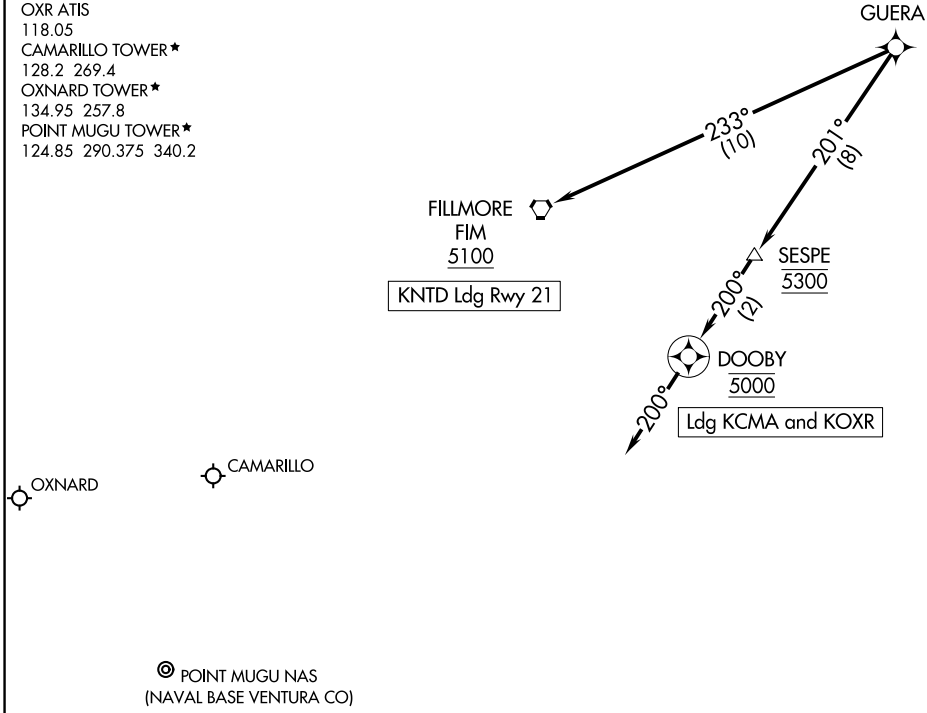 OXR ATIS
118.05
CAMARILLO TOWER★
128.2 269.4
OXNARD TOWER★
134.95 257.8
POINT MUGU TOWER★
124.85 290.375 340.2
GUERA
233°
(10)
201°
(8)
FILLMORE
FIM
5100
KNTD Ldg Rwy 21
SESPE
5300
200°
(2)
DOOBY
5000
Ldg KCMA and KOXR
200°
CAMARILLO
OXNARD
POINT MUGU NAS
(NAVAL BASE VENTURA CO)